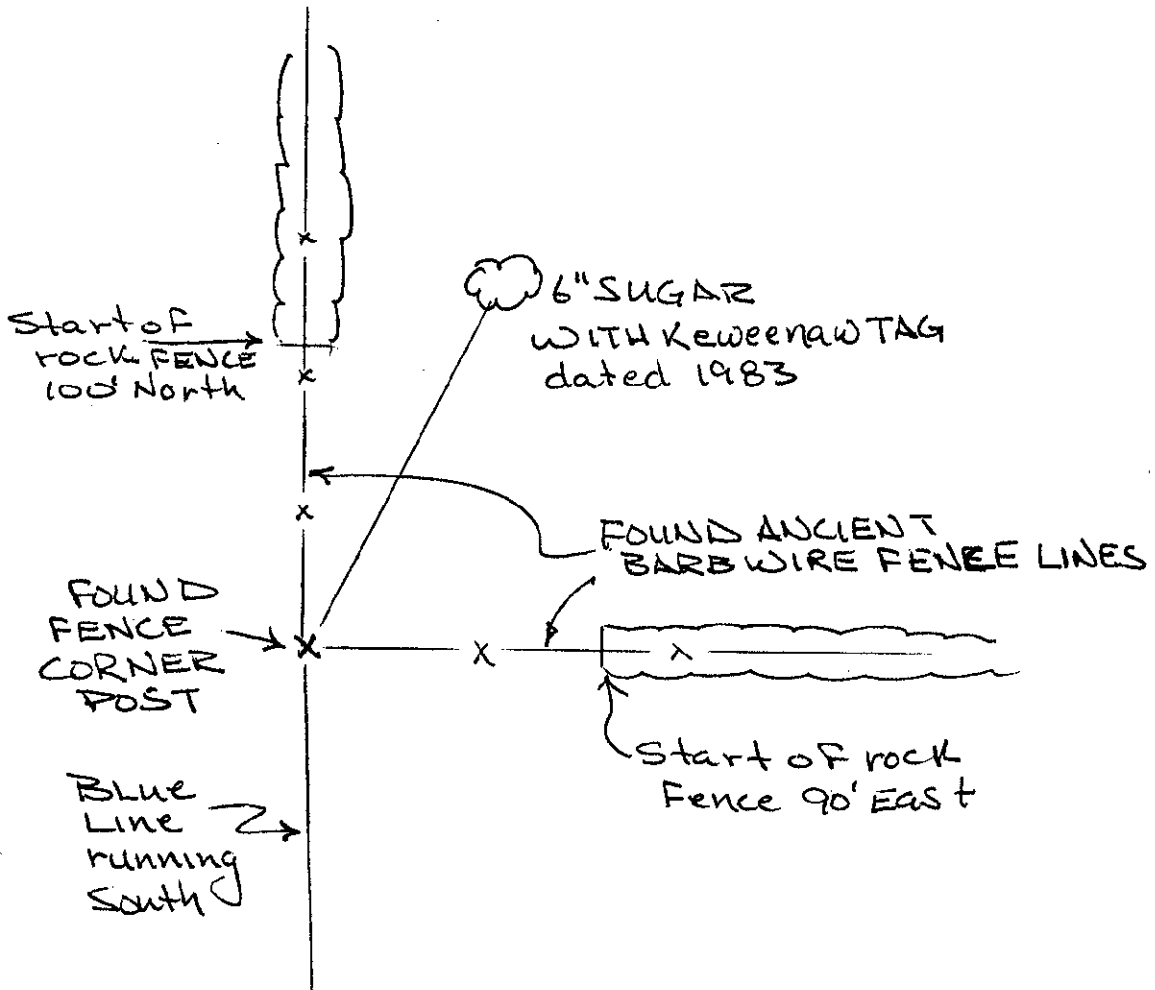 6" SUGAR
WITH Keweenaw TAG
dated 1983
Start of
rock FENCE
100' North
FOUND ANCIENT
BARBWIRE FENCE LINES
FOUND
FENCE
CORNER
POST
Start of rock
Fence 90' East
BLUE
Line
running
South